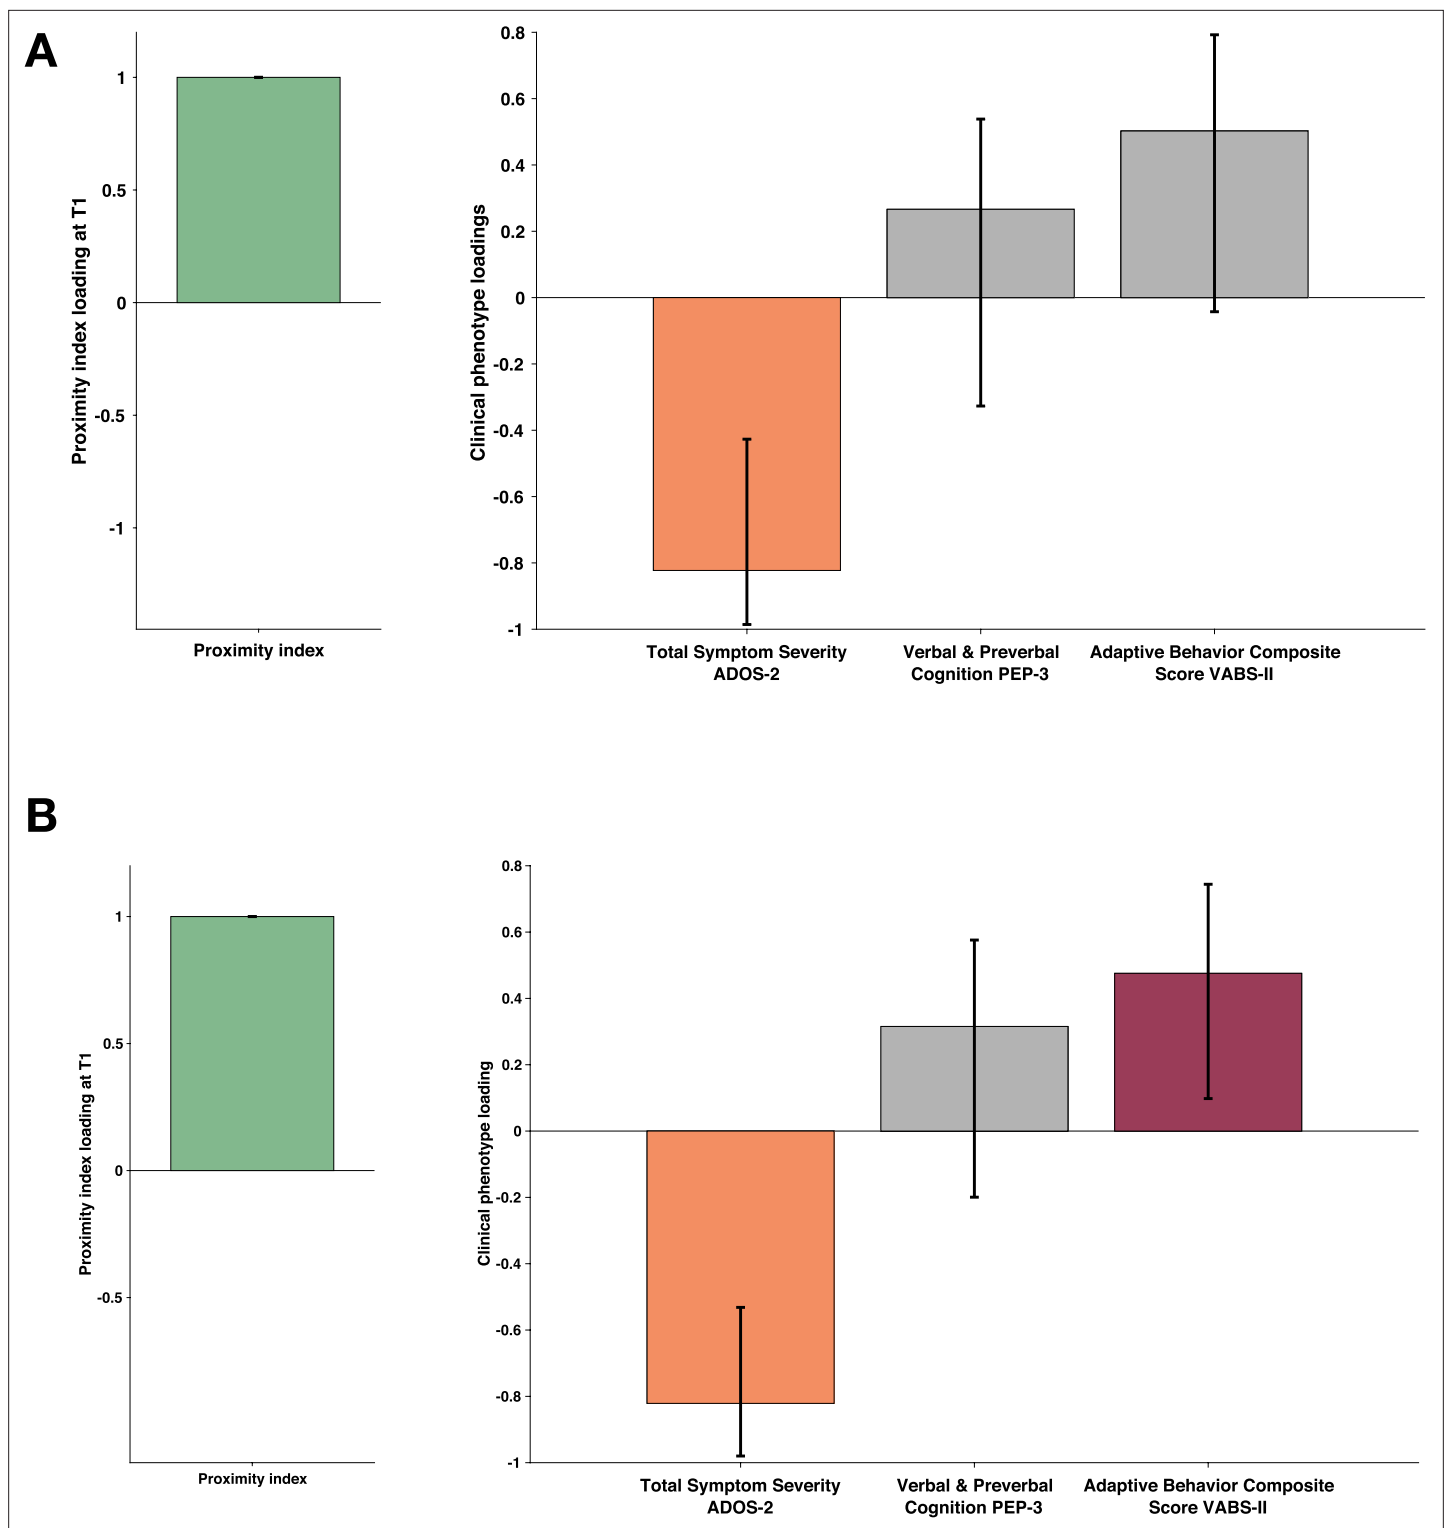 A
1
0.5
0
-0.5
-1
Proximity index loading at T1
Proximity index
0.8
0.6
0.4
0.2
0
-0.2
-0.4
-0.6
-0.8
-1
Clinical phenotype loadings
Total Symptom Severity
ADOS-2
Verbal & Preverbal
Cognition PEP-3
Adaptive Behavior Composite
Score VABS-II
B
1
0.5
0
-0.5
Proximity index loading at T1
Proximity index
0.8
0.6
0.4
0.2
0
-0.2
-0.4
-0.6
-0.8
-1
Clinical phenotype loading
Total Symptom Severity
ADOS-2
Verbal & Preverbal
Cognition PEP-3
Adaptive Behavior Composite
Score VABS-II